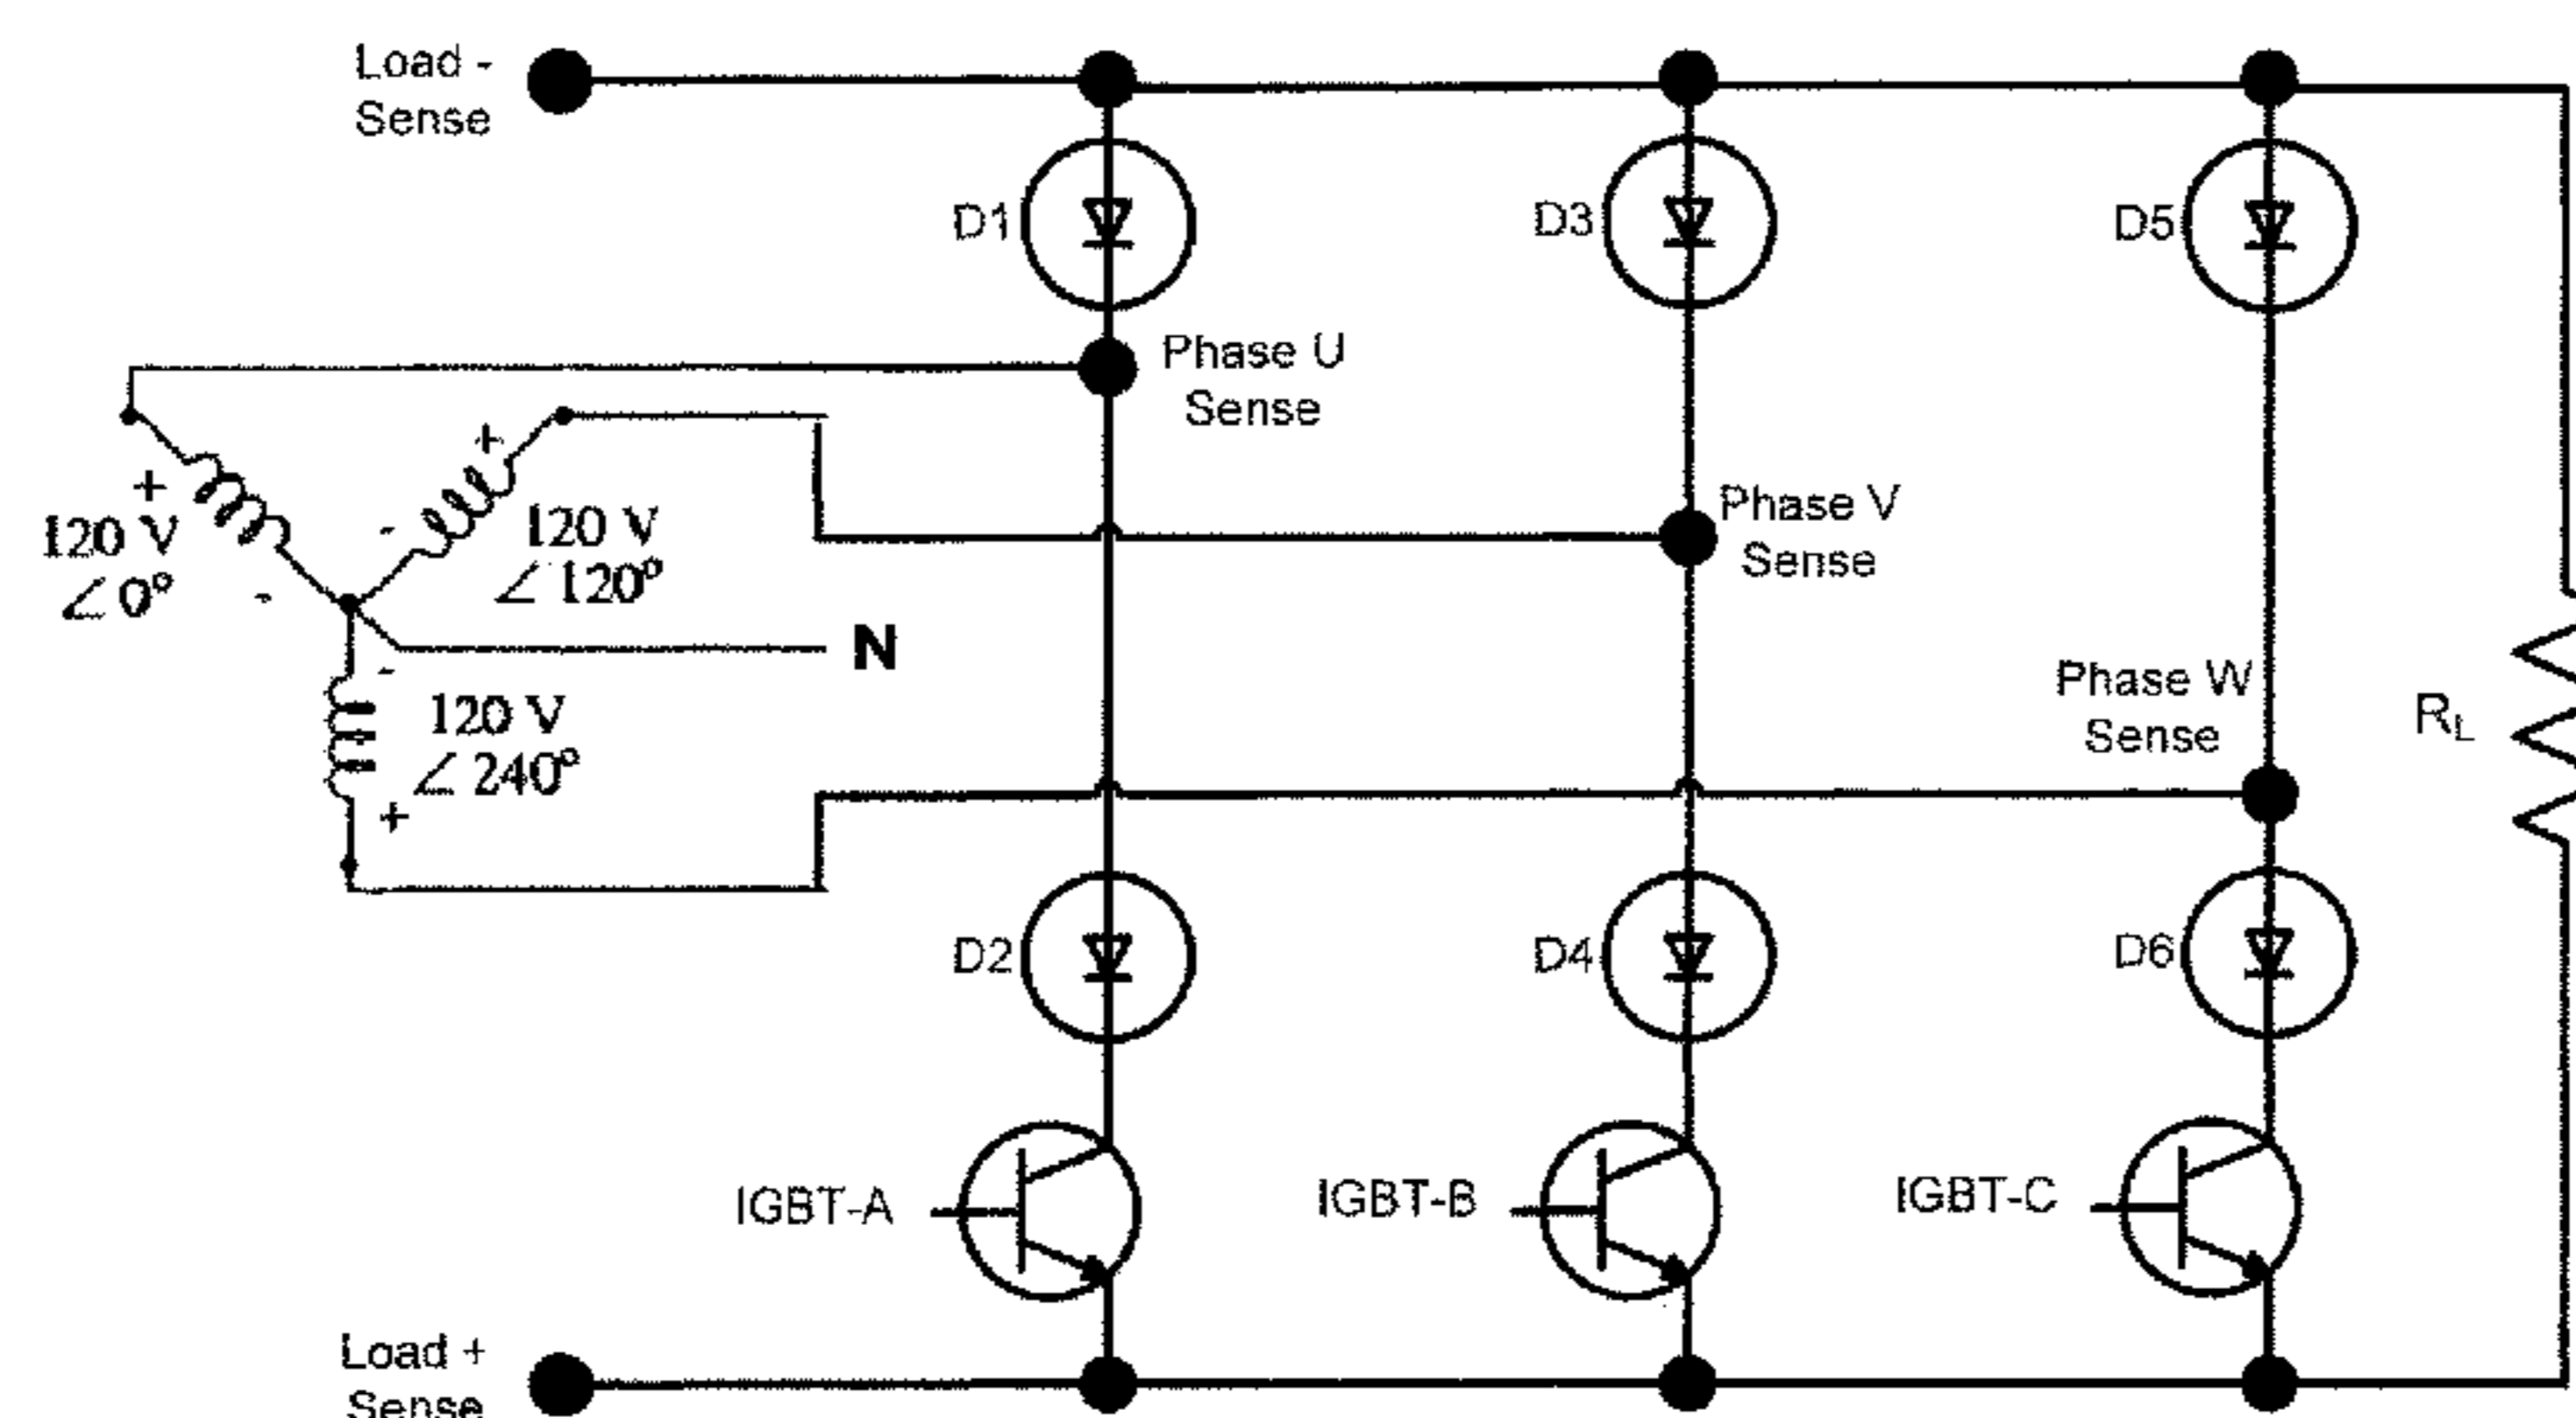 Load -
Sense
D1
D3
D5
Phase U
Sense
+
+
-
120 V
∠0°
-
120 V
∠120°
Phase V
Sense
N
-
120 V
∠240°
+
Phase W
Sense
RL
D2
D4
D6
IGBT-A
IGBT-B
IGBT-C
Load +
Sense